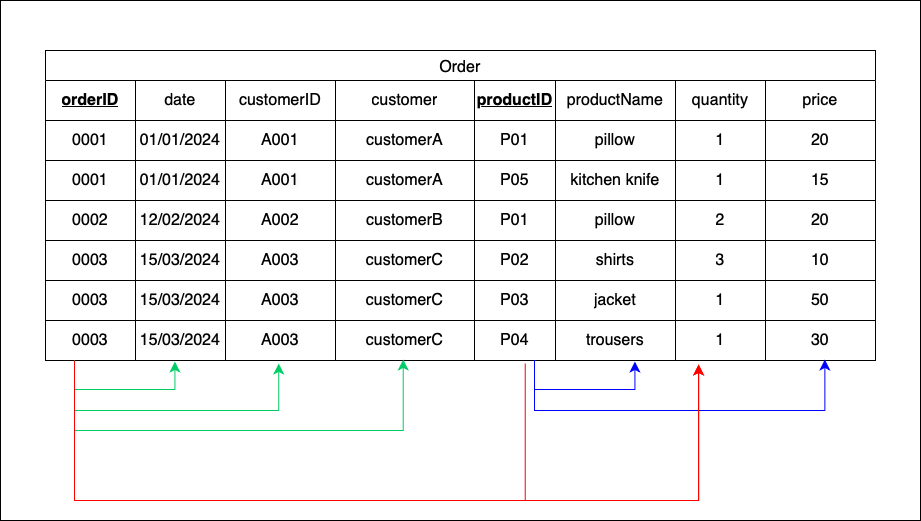 Order
orderID date customerID customer productID productName quantity price
0001 01/01/2024 A001 customerA P01 pillow 1 20
0001 01/01/2024 A001 customerA P05 kitchen knife 1 15
0002 12/02/2024 A002 customerB P01 pillow 2 20
0003 15/03/2024 A003 customerC P02 shirts 3 10
0003 15/03/2024 A003 customerC P03 jacket 1 50
0003 15/03/2024 A003 customerC P04 trousers 1 30